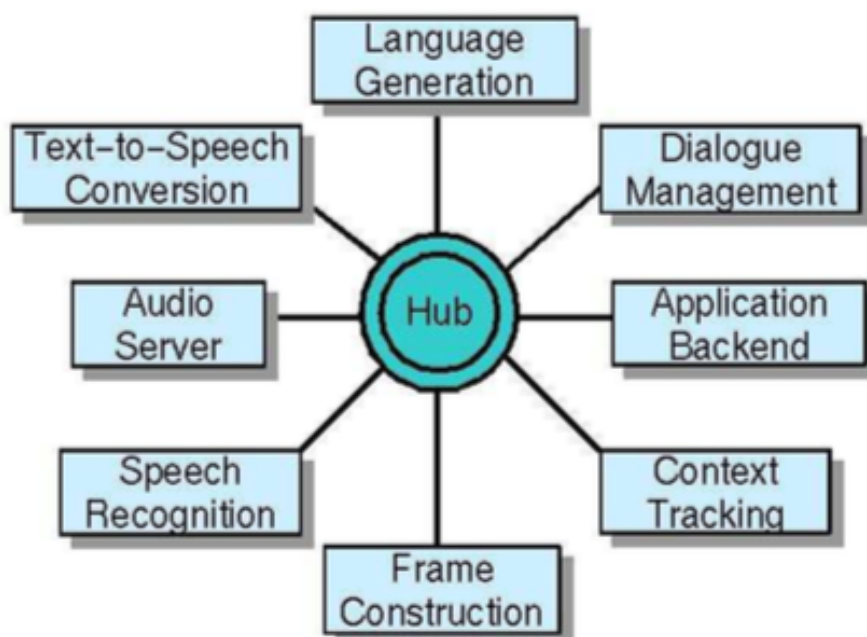 Language
Generation
Text-to-Speech
Conversion
Dialogue
Management
Audio
Server
Hub
Application
Backend
Speech
Recognition
Context
Tracking
Frame
Construction